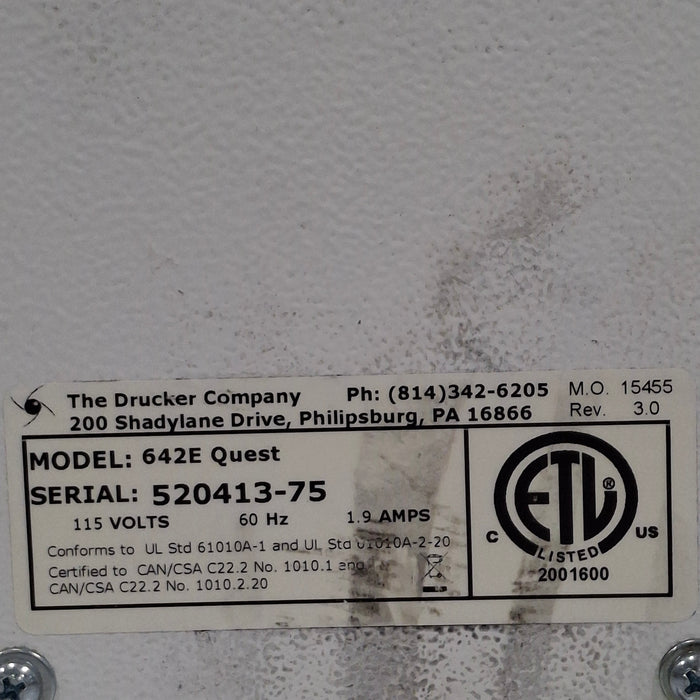 The Drucker Company Ph: (814)342-6205 M.O. 15455
200 Shadylane Drive, Philipsburg, PA 16866 Rev. 3.0
MODEL: 642E Quest
SERIAL: 520413-75
115 VOLTS 60 Hz 1.9 AMPS
Conforms to UL Std 61010A-1 and UL Std 61010A-2-20
Certified to CAN/CSA C22.2 No. 1010.1 and
CAN/CSA C22.2 No. 1010.2.20
ETL®
C US
LISTED
2001600